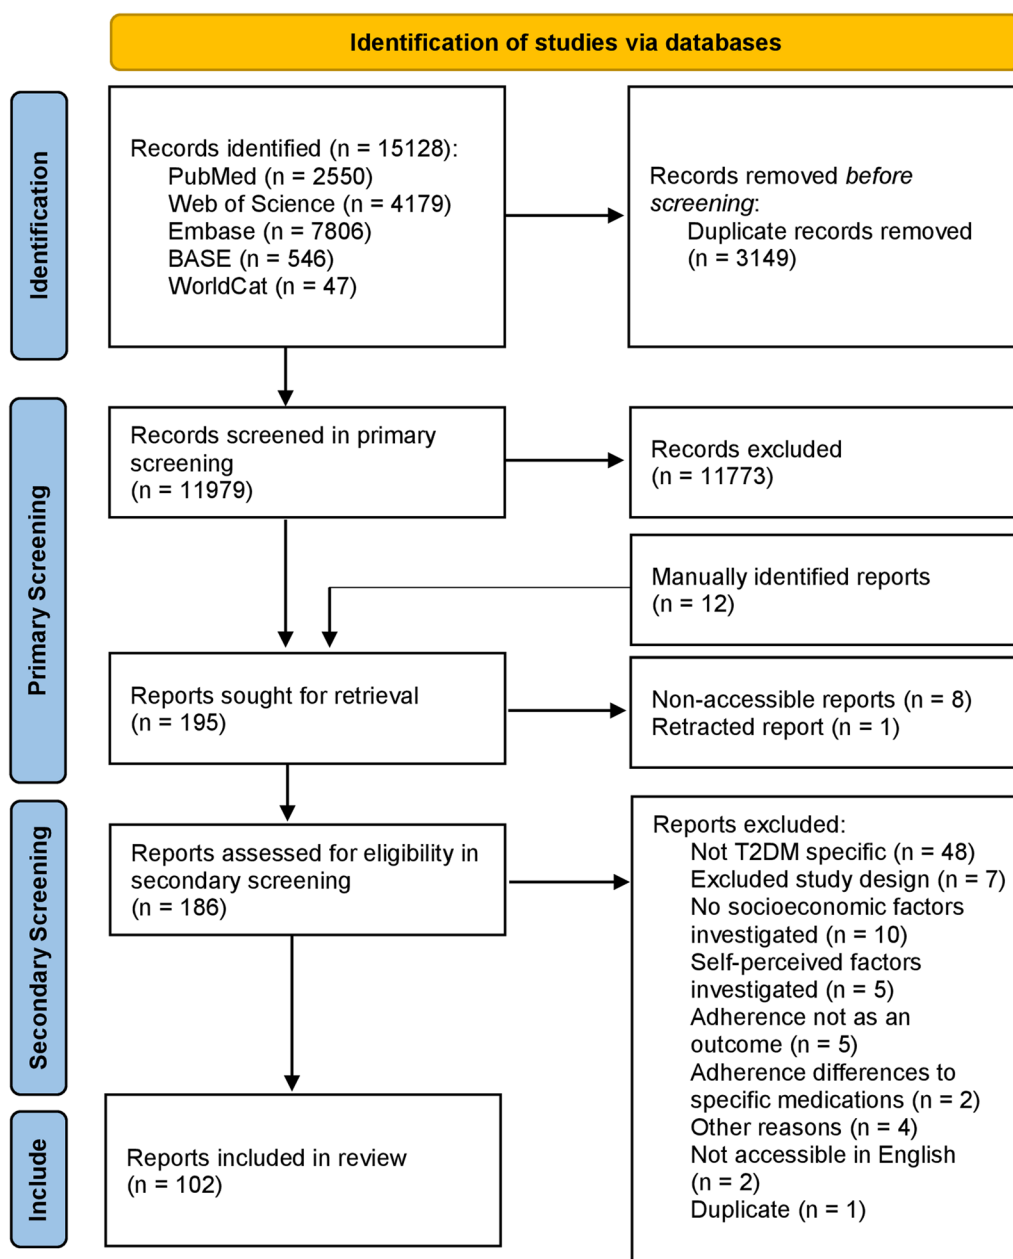 Identification of studies via databases
Identification
Records identified (n = 15128):
PubMed (n = 2550)
Web of Science (n = 4179)
Embase (n = 7806)
BASE (n = 546)
WorldCat (n = 47)
Records removed before
screening:
Duplicate records removed
(n = 3149)
Primary Screening
Records screened in primary
screening
(n = 11979)
Records excluded
(n = 11773)
Manually identified reports
(n = 12)
Reports sought for retrieval
(n = 195)
Non-accessible reports (n = 8)
Retracted report (n = 1)
Secondary Screening
Reports assessed for eligibility in
secondary screening
(n = 186)
Reports excluded:
Not T2DM specific (n = 48)
Excluded study design (n = 7)
No socioeconomic factors
investigated (n = 10)
Self-perceived factors
investigated (n = 5)
Adherence not as an
outcome (n = 5)
Adherence differences to
specific medications (n = 2)
Other reasons (n = 4)
Not accessible in English
(n = 2)
Duplicate (n = 1)
Include
Reports included in review
(n = 102)